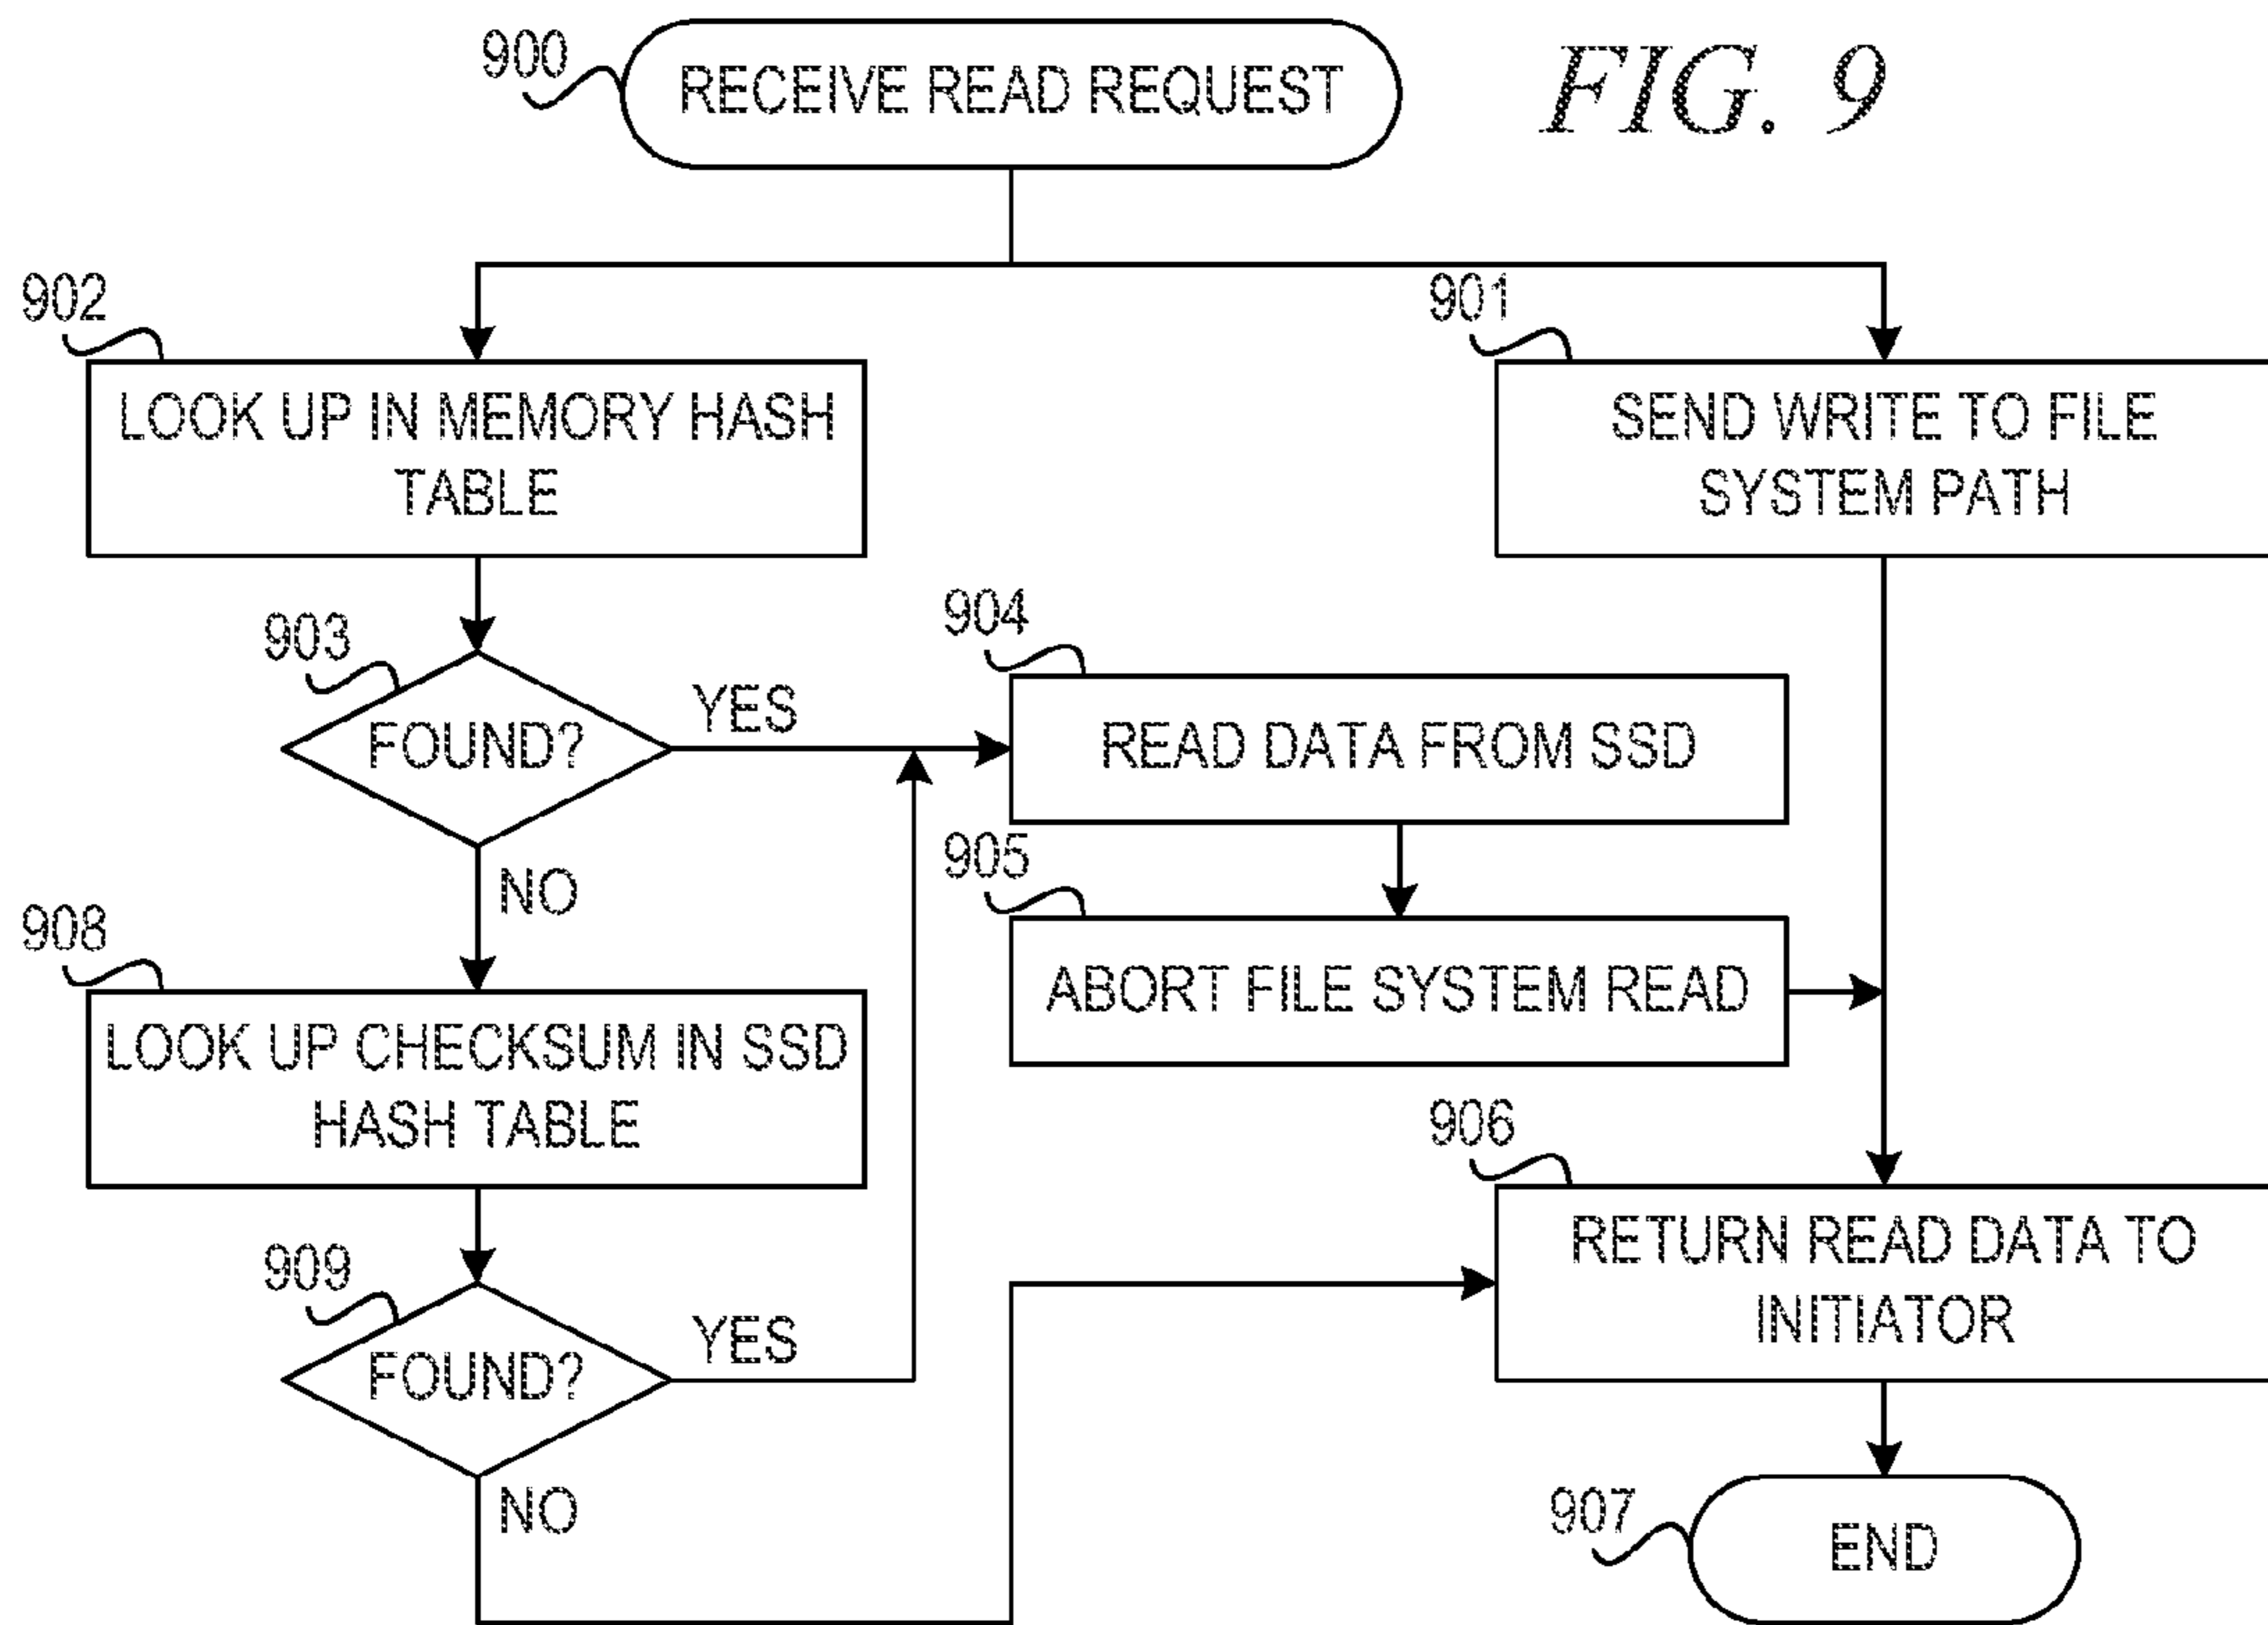 900
RECEIVE READ REQUEST
FIG. 9
902
901
LOOK UP IN MEMORY HASH
TABLE
SEND WRITE TO FILE
SYSTEM PATH
903
FOUND?
YES
NO
904
READ DATA FROM SSD
905
ABORT FILE SYSTEM READ
908
LOOK UP CHECKSUM IN SSD
HASH TABLE
909
FOUND?
YES
NO
906
RETURN READ DATA TO
INITIATOR
907
END